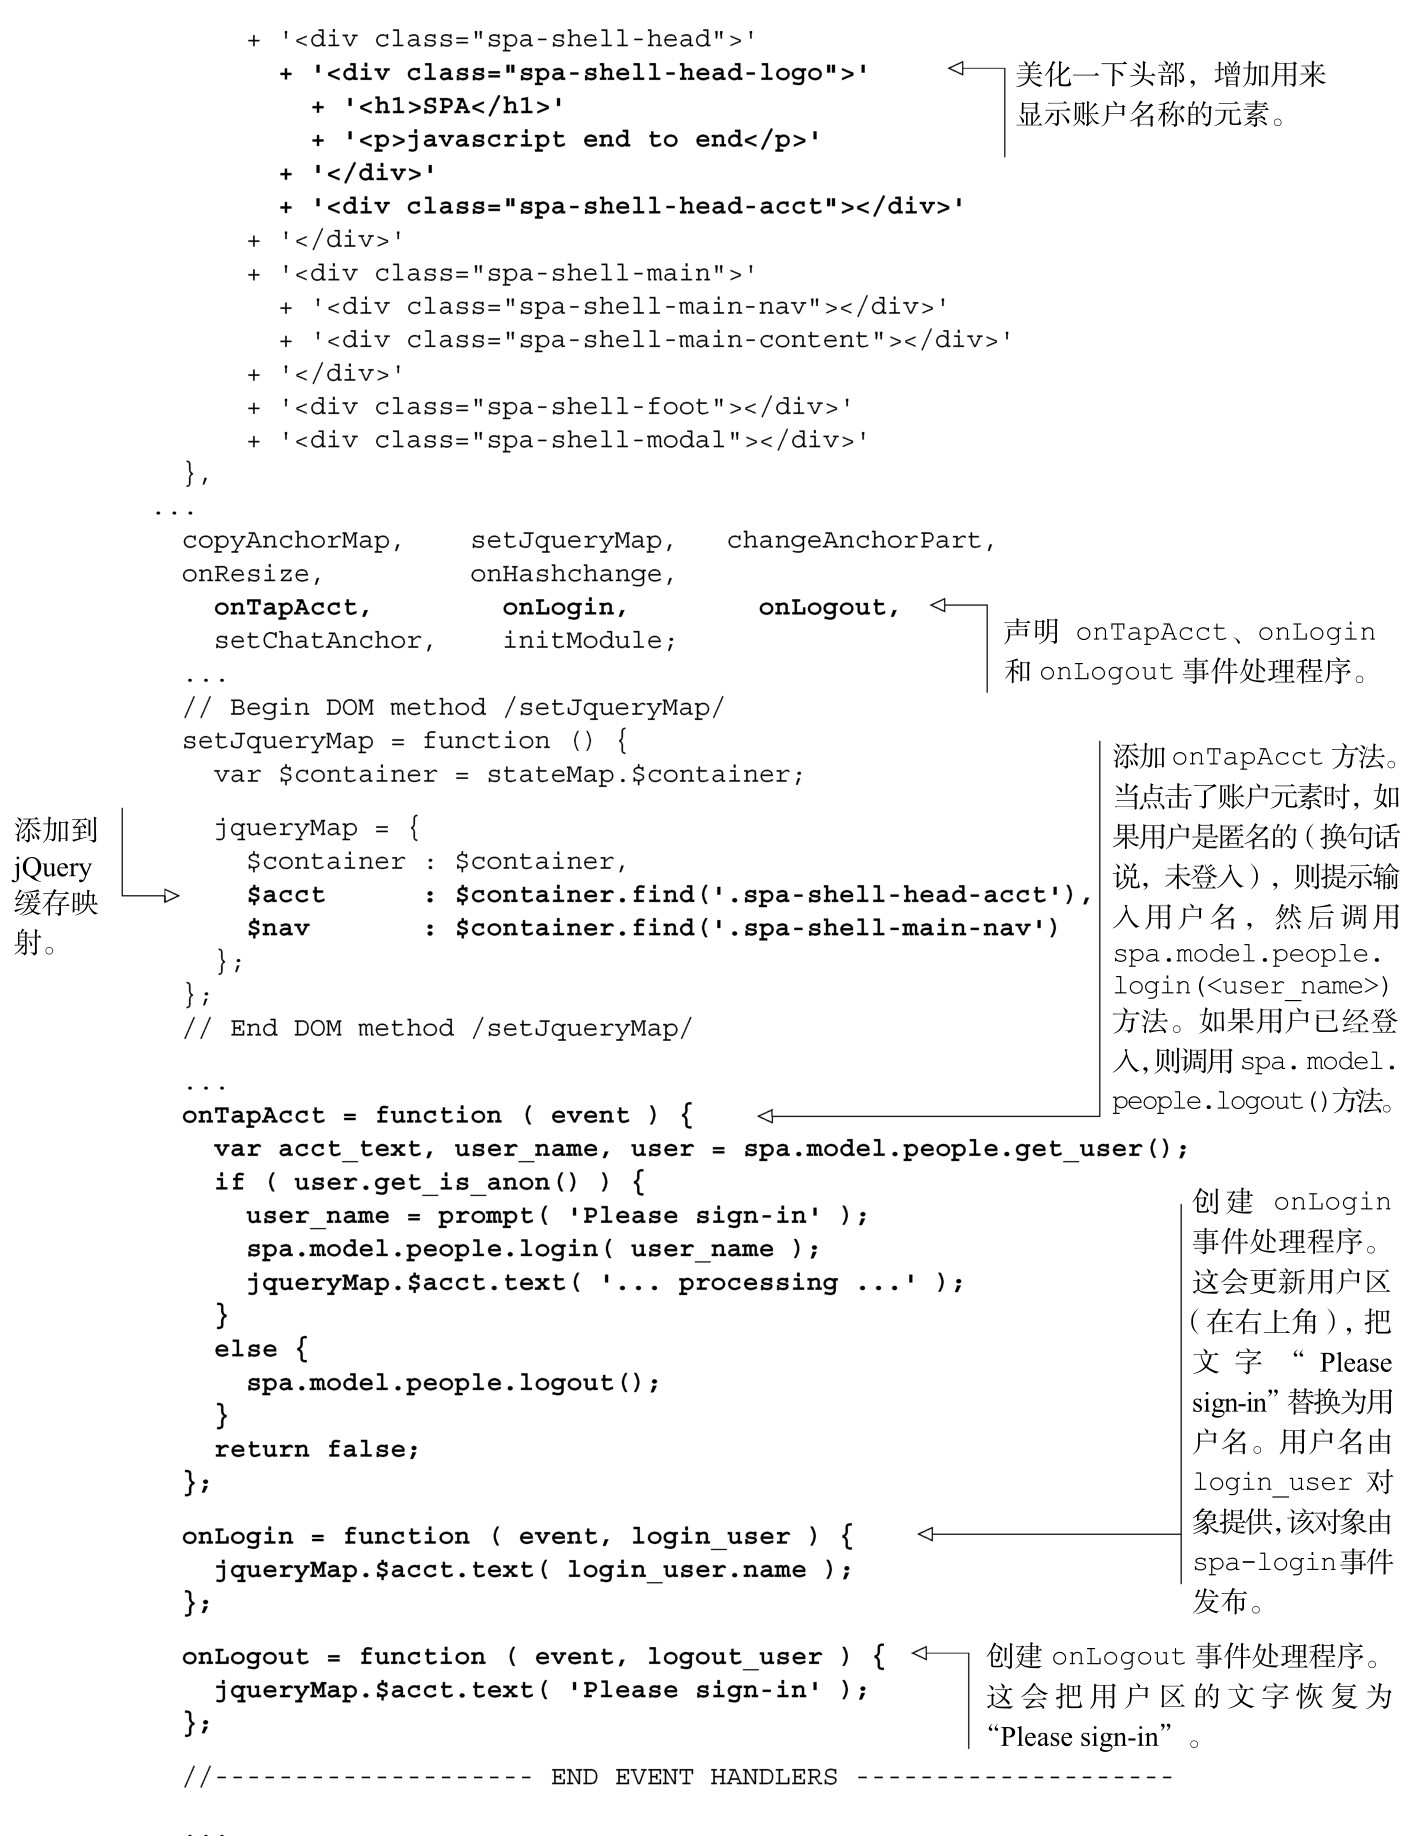 + '<div class="spa-shell-head">'
+ '<div class="spa-shell-head-logo">'
+ '<h1>SPA</h1>'
+ '<p>javascript end to end</p>'
+ '</div>'
+ '<div class="spa-shell-head-acct"></div>'
+ '</div>'
+ '<div class="spa-shell-main">'
+ '<div class="spa-shell-main-nav"></div>'
+ '<div class="spa-shell-main-content"></div>'
+ '</div>'
+ '<div class="spa-shell-foot"></div>'
+ '<div class="spa-shell-modal"></div>'
},
...
美化一下头部，增加用来
显示账户名称的元素。
copyAnchorMap, setJqueryMap, changeAnchorPart,
onResize, onHashchange,
onTapAcct, onLogin, onLogout,
setChatAnchor, initModule;
...
声明 onTapAcct、onLogin
和 onLogout 事件处理程序。
// Begin DOM method /setJqueryMap/
setJqueryMap = function () {
var $container = stateMap.$container;
jqueryMap = {
$container : $container,
$acct : $container.find('.spa-shell-head-acct'),
$nav : $container.find('.spa-shell-main-nav')
};
};
// End DOM method /setJqueryMap/
添加到
jQuery
缓存映
射。
...
onTapAcct = function ( event ) {
var acct_text, user_name, user = spa.model.people.get_user();
if ( user.get_is_anon() ) {
user_name = prompt( 'Please sign-in' );
spa.model.people.login( user_name );
jqueryMap.$acct.text( '... processing ...' );
}
else {
spa.model.people.logout();
}
return false;
};
添加 onTapAcct 方法。
当点击了账户元素时，如
果用户是匿名的（换句话
说，未登入），则提示输
入用户名，然后调用
spa.model.people.
login(<user_name>)
方法。如果用户已经登
入，则调用 spa.model.
people.logout()方法。
onLogin = function ( event, login_user ) {
jqueryMap.$acct.text( login_user.name );
};
创建 onLogin
事件处理程序。
这会更新用户区
（在右上角），把
文字“Please
sign-in”替换为用
户名。用户名由
login_user 对
象提供，该对象由
spa-login事件
发布。
onLogout = function ( event, logout_user ) {
jqueryMap.$acct.text( 'Please sign-in' );
};
创建 onLogout 事件处理程序。
这会把用户区的文字恢复为
“Please sign-in”。
//-------------------- END EVENT HANDLERS --------------------
...